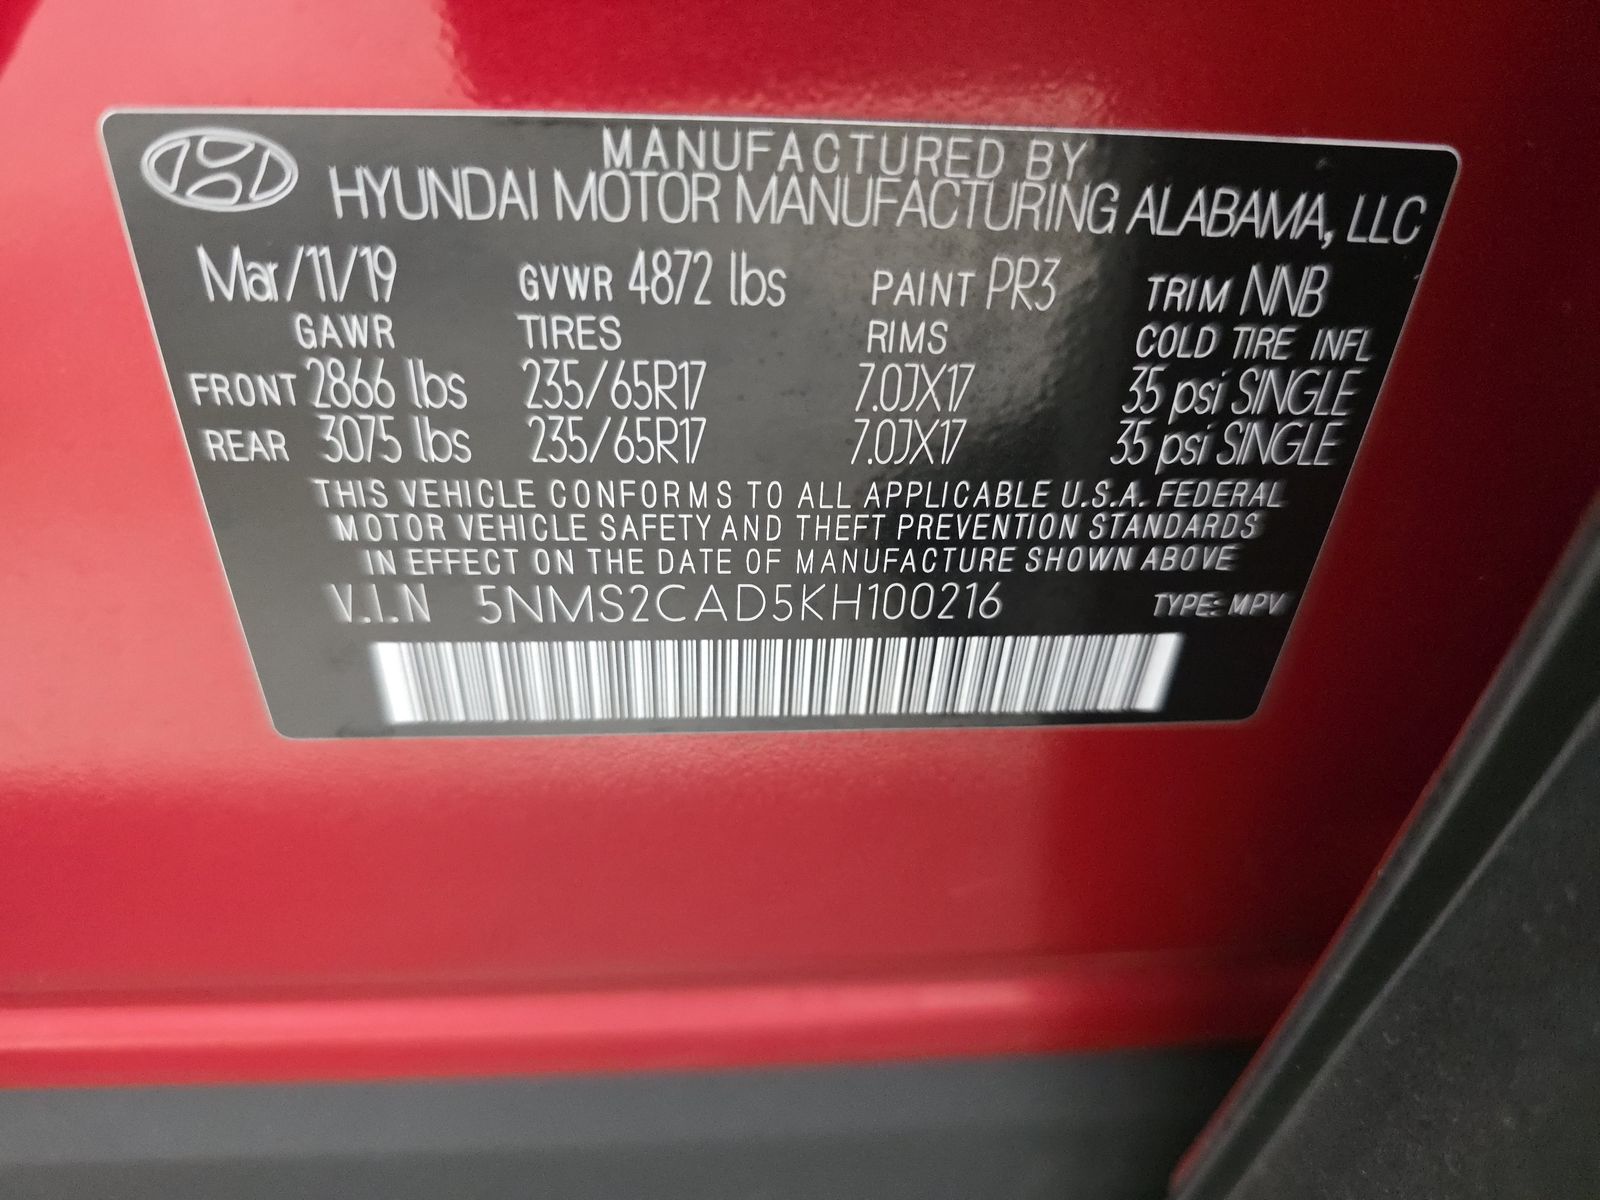 MANUFACTURED BY
HYUNDAI MOTOR MANUFACTURING ALABAMA, LLC
Mar/11/19 GVWR 4872 lbs PAINT PR3 TRIM NNB
GAWR TIRES RIMS COLD TIRE INFL
FRONT 2866 lbs 235/65R17 7.0JX17 35 psi SINGLE
REAR 3075 lbs 235/65R17 7.0JX17 35 psi SINGLE
THIS VEHICLE CONFORMS TO ALL APPLICABLE U.S.A. FEDERAL
MOTOR VEHICLE SAFETY AND THEFT PREVENTION STANDARDS
IN EFFECT ON THE DATE OF MANUFACTURE SHOWN ABOVE
V.I.N 5NMS2CAD5KH100216 TYPE: MPV